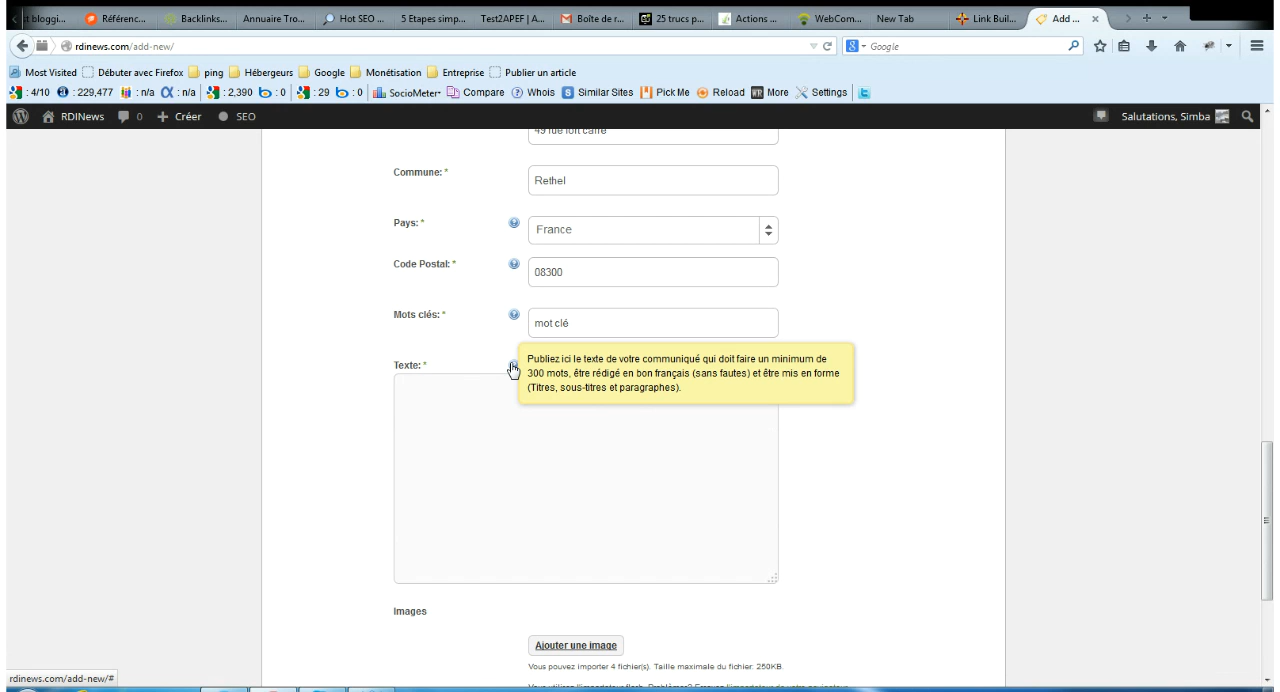 st bloggi... Référenc... Backlinks... Annuaire Tro... Hot SEO ... 5 Etapes simp... Test2APEF | A... Boîte de r... 25 trucs p... Actions ... WebCom... New Tab Link Buil... Add ...
rdinews.com/add-new/ Google
Most Visited Débuter avec Firefox ping Hébergeurs Google Monétisation Entreprise Publier un article
: 4/10 : 229,477 : n/a : n/a : 2,390 : 0 : 29 : 0 SocioMeter Compare Whois Similar Sites Pick Me Reload More Settings
RDINews 0 Créer SEO Salutations, Simba
49 rue fort carré
Commune: *
Rethel
Pays: *
France
Code Postal: *
08300
Mots clés: *
mot clé
Texte: *
Publiez ici le texte de votre communiqué qui doit faire un minimum de
300 mots, être rédigé en bon français (sans fautes) et être mis en forme
(Titres, sous-titres et paragraphes).
Images
Ajouter une image
Vous pouvez importer 4 fichier(s). Taille maximale du fichier: 250KB.
rdinews.com/add-new/#